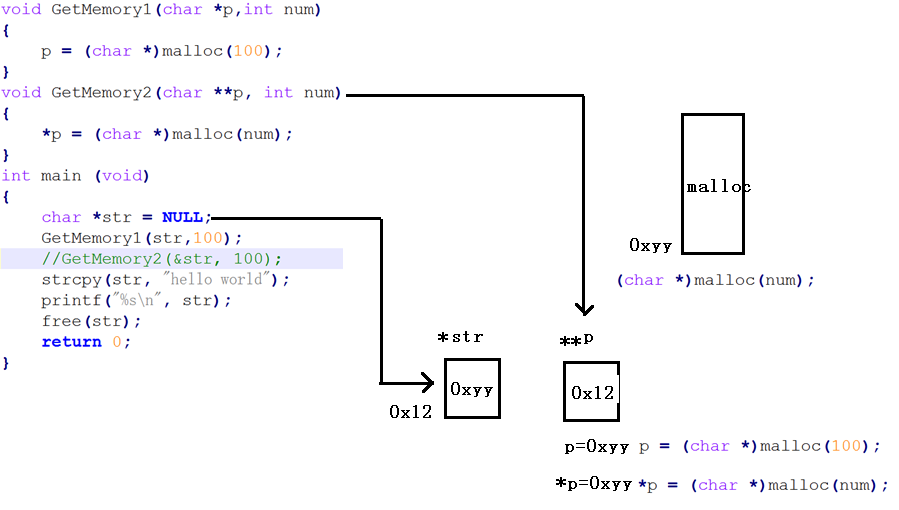 void GetMemory1(char *p,int num)
{
    p = (char *)malloc(100);
}
void GetMemory2(char **p, int num)
{
    *p = (char *)malloc(num);
}
int main (void)
{
    char *str = NULL;
    GetMemory1(str,100);
    //GetMemory2(&str, 100);
    strcpy(str, "hello world");
    printf("%s\n", str);
    free(str);
    return 0;
}
malloc
0xyy
(char *)malloc(num);
*str
0xyy
0x12
**p
0x12
p=0xyy p = (char *)malloc(100);
*p=0xyy *p = (char *)malloc(num);